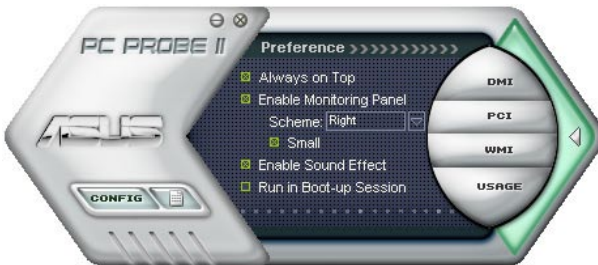 PC PROBE II
Preference >>>>>>>>>>>
Always on Top
Enable Monitoring Panel
Scheme: Right
Small
Enable Sound Effect
Run in Boot-up Session
ASUS
CONFIG
DMI
PCI
WMI
USAGE